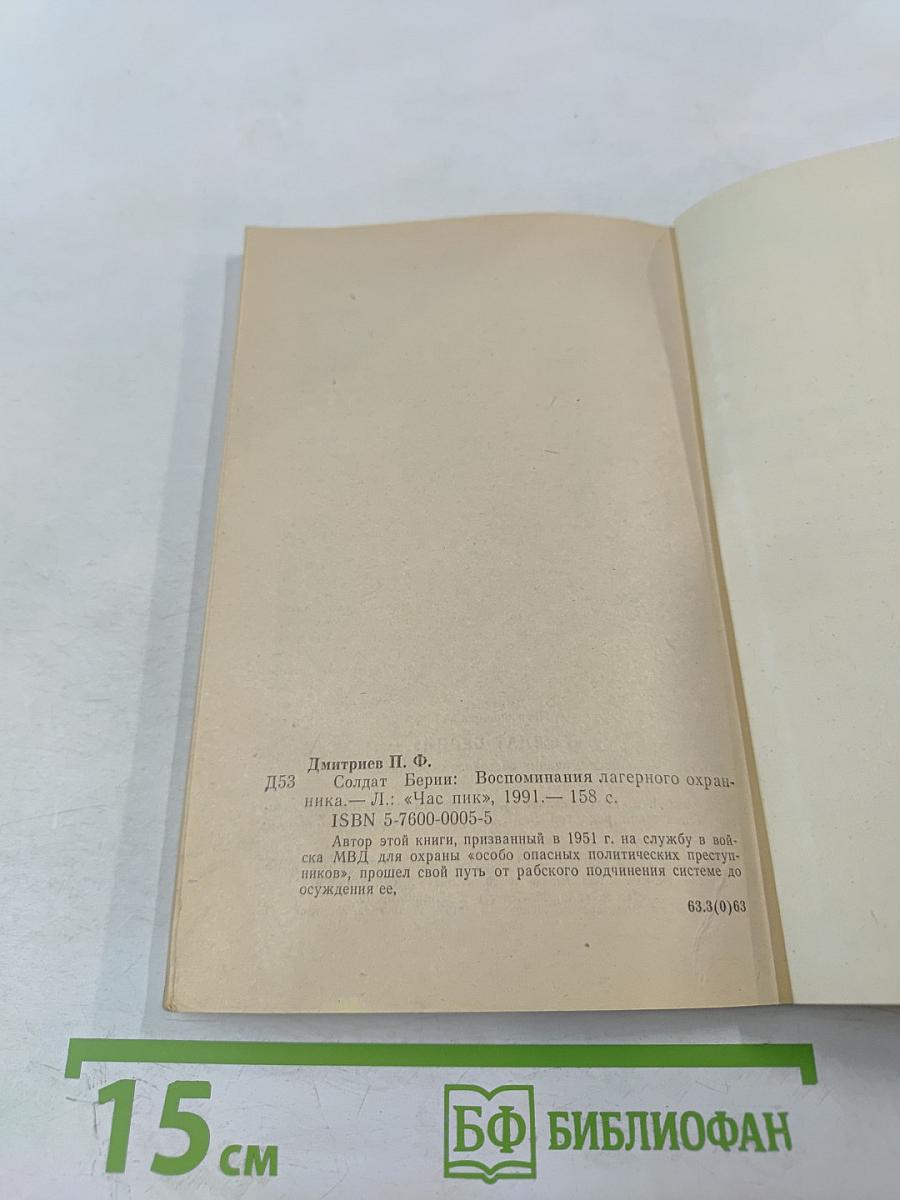 Дмитриев П. Ф.
Д53 Солдат Берии: Воспоминания лагерного охран-
ника.— Л.: «Час пик», 1991.— 158 с.
ISBN 5-7600-0005-5
Автор этой книги, призванный в 1951 г. на службу в вой-
ска МВД для охраны «особо опасных политических преступ-
ников», прошел свой путь от рабского подчинения системе до
осуждения ее,
63.3(0)63
15 см
БФ БИБЛИОФАН